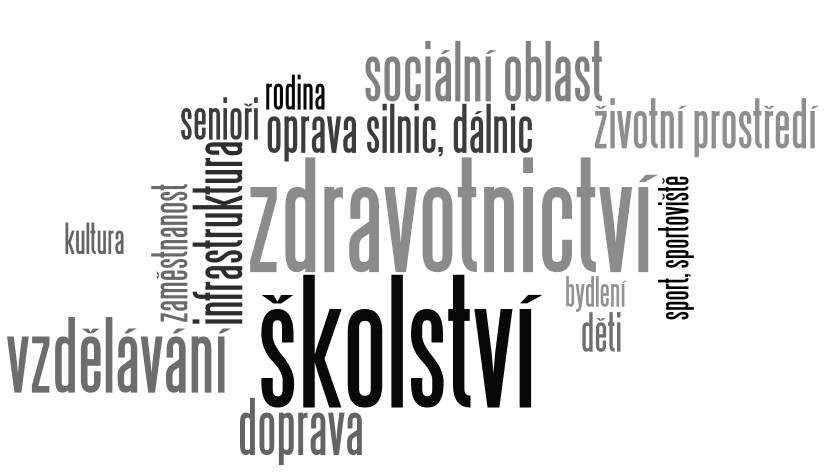 sociální oblast
rodina
senioři
oprava silnic, dálnic
životní prostředí
infrastruktura
zaměstnanost
zdravotnictví
sport, sportoviště
kultura
bydlení
školství
děti
vzdělávání
doprava